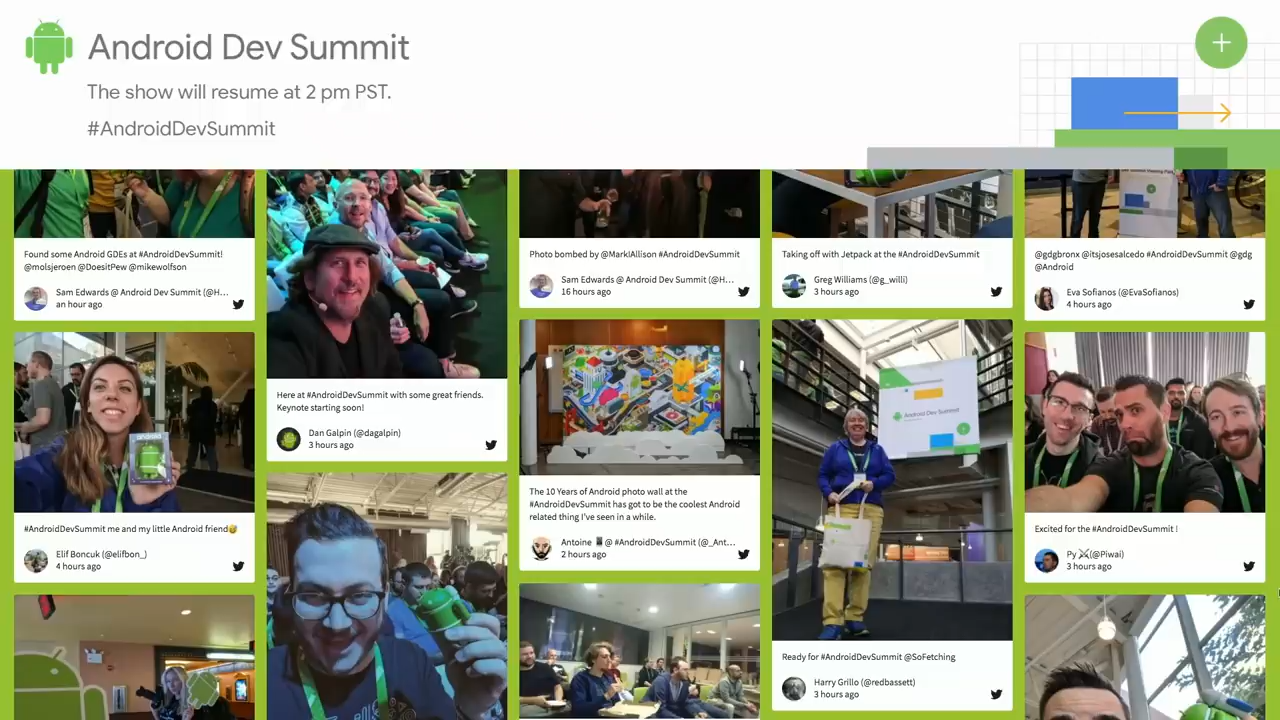 Android Dev Summit
The show will resume at 2 pm PST.
#AndroidDevSummit
Found some Android GDEs at #AndroidDevSummit!
@molsjeroen @DoesitPew @mikewolfson
Sam Edwards @ Android Dev Summit (@H...
an hour ago
android
#AndroidDevSummit me and my little Android friend😅
Elif Boncuk (@elifbon_)
4 hours ago
Here at #AndroidDevSummit with some great friends.
Keynote starting soon!
Dan Galpin (@dagalpin)
3 hours ago
Photo bombed by @MarkIAllison #AndroidDevSummit
Sam Edwards @ Android Dev Summit (@H...
16 hours ago
The 10 Years of Android photo wall at the
#AndroidDevSummit has got to be the coolest Android
related thing I've seen in a while.
Antoine 📱@ #AndroidDevSummit (@_Ant...
2 hours ago
Taking off with Jetpack at the #AndroidDevSummit
Greg Williams (@g_willi)
3 hours ago
Android Dev Summit
Ready for #AndroidDevSummit @SoFetching
Harry Grillo (@redbassett)
3 hours ago
@gdgbronx @itsjosesalcedo #AndroidDevSummit @gdg
@Android
Eva Sofianos (@EvaSofianos)
4 hours ago
Excited for the #AndroidDevSummit !
Py ⚔(@Piwai)
3 hours ago